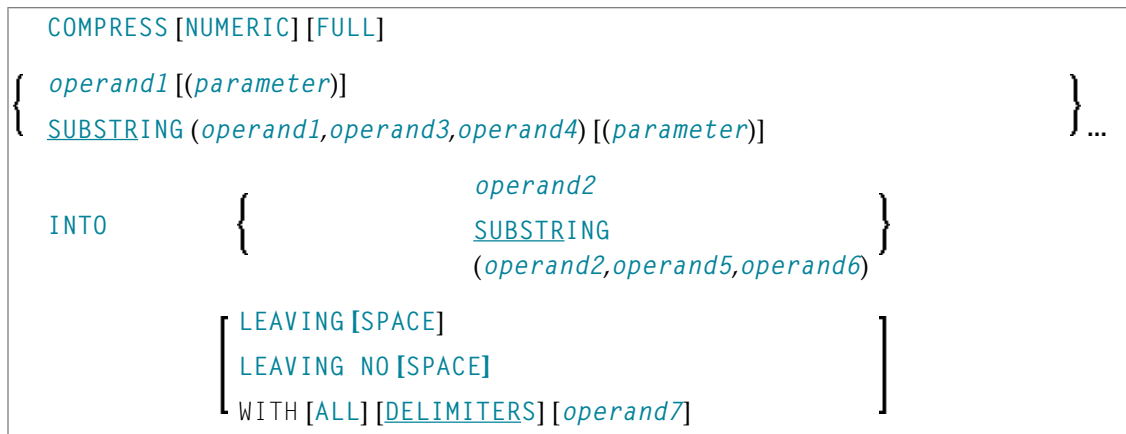 COMPRESS [NUMERIC] [FULL]
operand1 [(parameter)]
SUBSTRING (operand1,operand3,operand4) [(parameter)]
...
operand2
INTO
SUBSTRING
(operand2,operand5,operand6)
LEAVING [SPACE]
LEAVING NO [SPACE]
WITH [ALL] [DELIMITERS] [operand7]